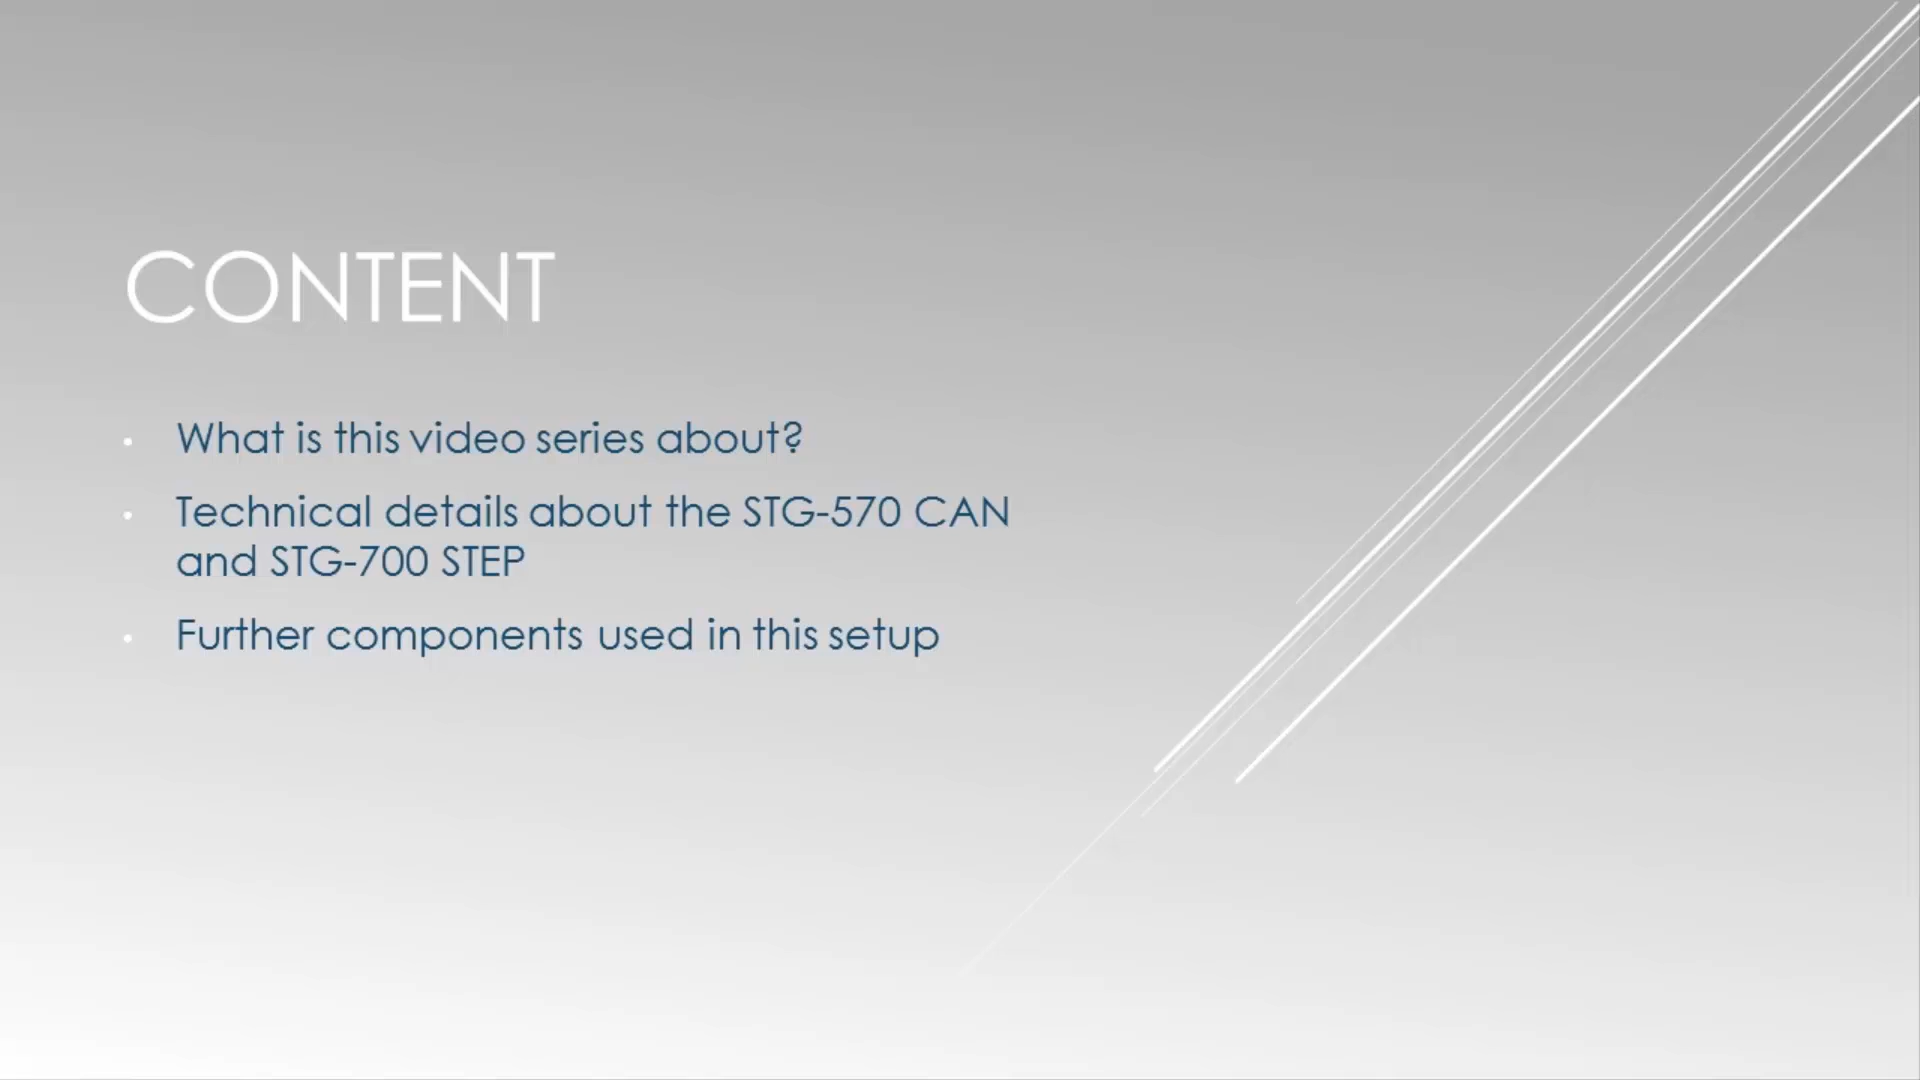 CONTENT
What is this video series about?
Technical details about the STG-570 CAN
and STG-700 STEP
Further components used in this setup